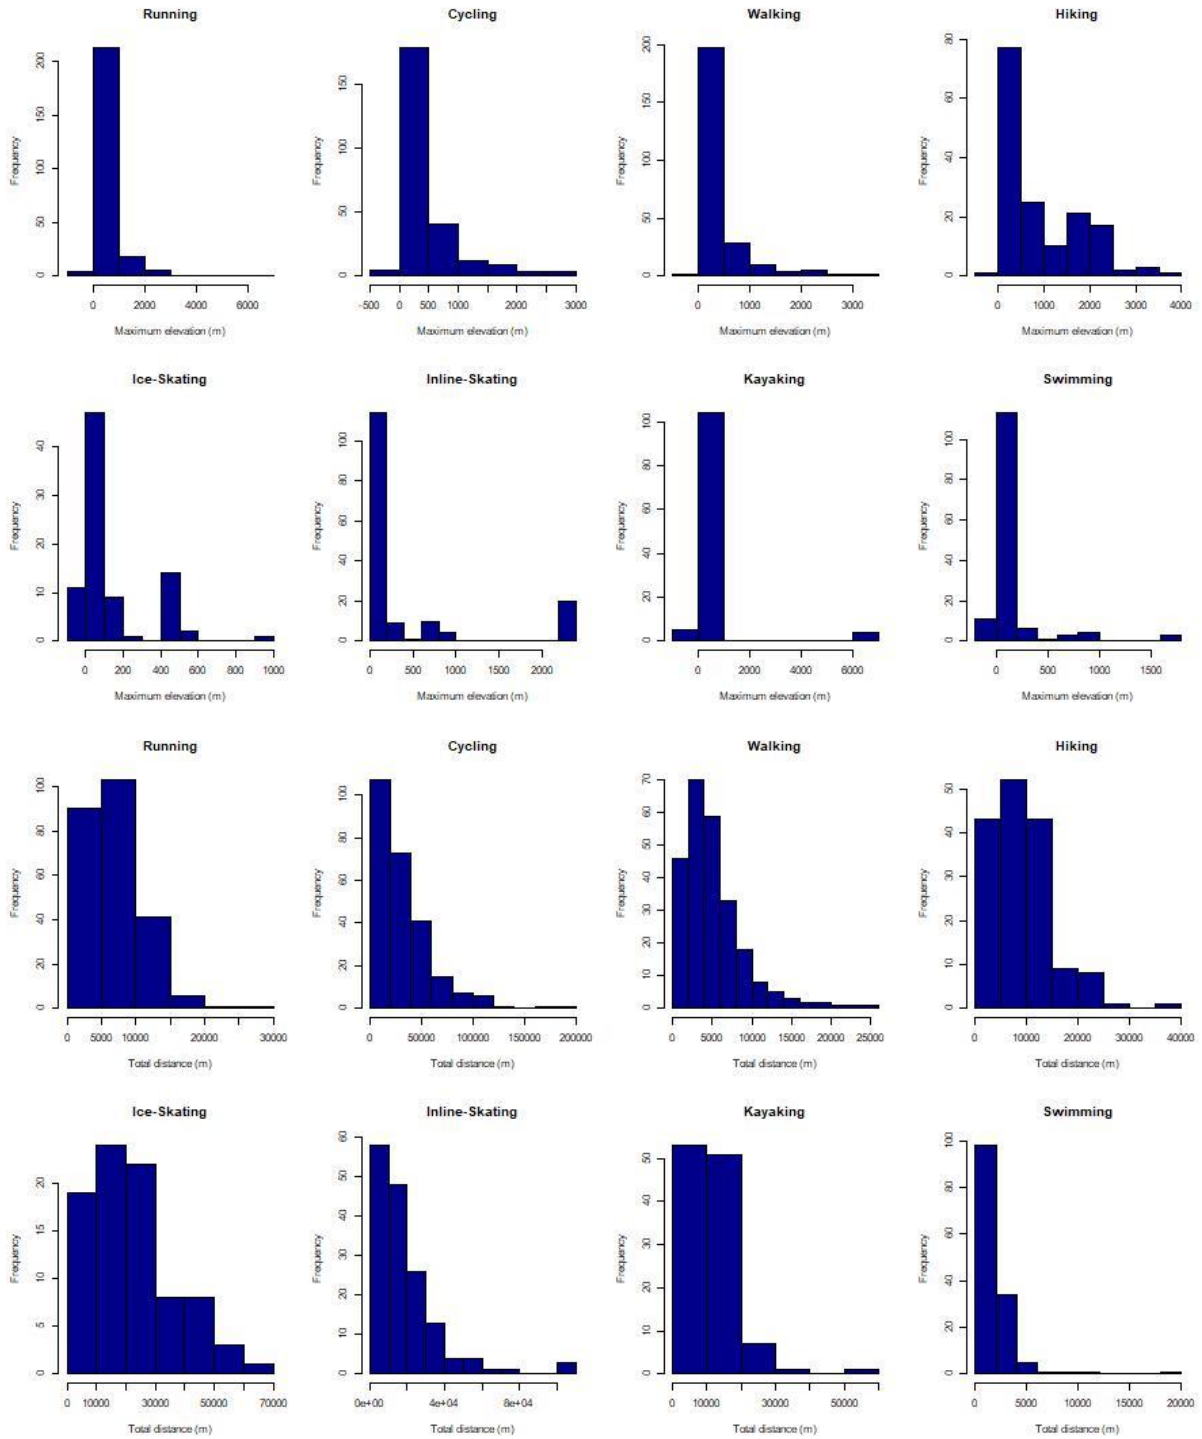 Running Cycling Walking Hiking
Frequency Frequency Frequency Frequency
0 50 100 150 200
0 50 100 150
0 50 100 150 200
0 20 40 60 80
0 2000 4000 6000
-500 0 500 1000 2000 3000
0 1000 2000 3000
0 1000 2000 3000 4000
Maximum elevation (m) Maximum elevation (m) Maximum elevation (m) Maximum elevation (m)
Ice-Skating Inline-Skating Kayaking Swimming
Frequency Frequency Frequency Frequency
0 10 20 30 40
0 20 40 60 80 100
0 20 40 60 80 100
0 20 40 60 80 100
0 200 400 600 800 1000
0 500 1000 2000
0 2000 4000 6000
0 500 1000 1500
Maximum elevation (m) Maximum elevation (m) Maximum elevation (m) Maximum elevation (m)
Running Cycling Walking Hiking
Frequency Frequency Frequency Frequency
0 20 40 60 80 100
0 20 40 60 80 100
0 10 20 30 40 50 60 70
0 10 20 30 40 50
0 5000 10000 20000 30000
0 50000 100000 150000 200000
0 5000 10000 15000 20000 25000
0 10000 20000 30000 40000
Total distance (m) Total distance (m) Total distance (m) Total distance (m)
Ice-Skating Inline-Skating Kayaking Swimming
Frequency Frequency Frequency Frequency
0 5 10 15 20
0 10 20 30 40 50 60
0 10 20 30 40 50
0 20 40 60 80 100
0 10000 30000 50000 70000
0e+00 4e+04 8e+04
0 10000 30000 50000
0 5000 10000 15000 20000
Total distance (m) Total distance (m) Total distance (m) Total distance (m)